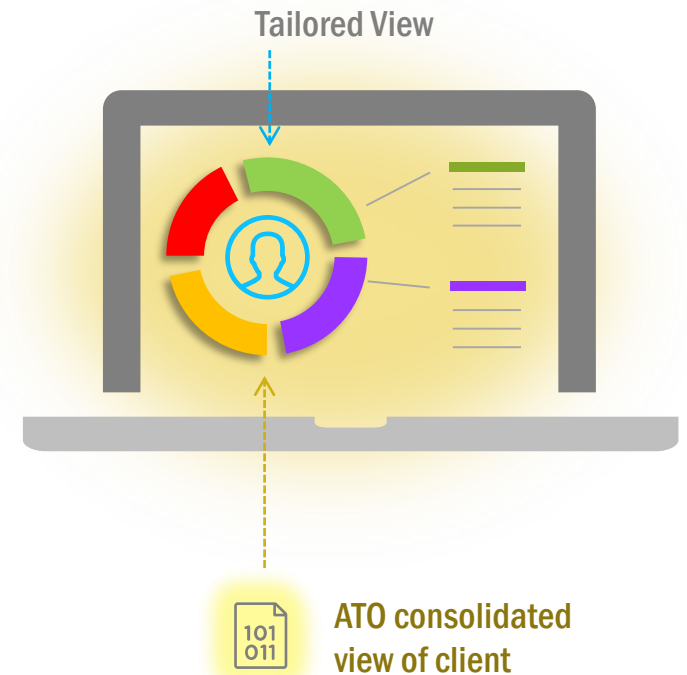 Tailored View
101
011
ATO consolidated
view of client